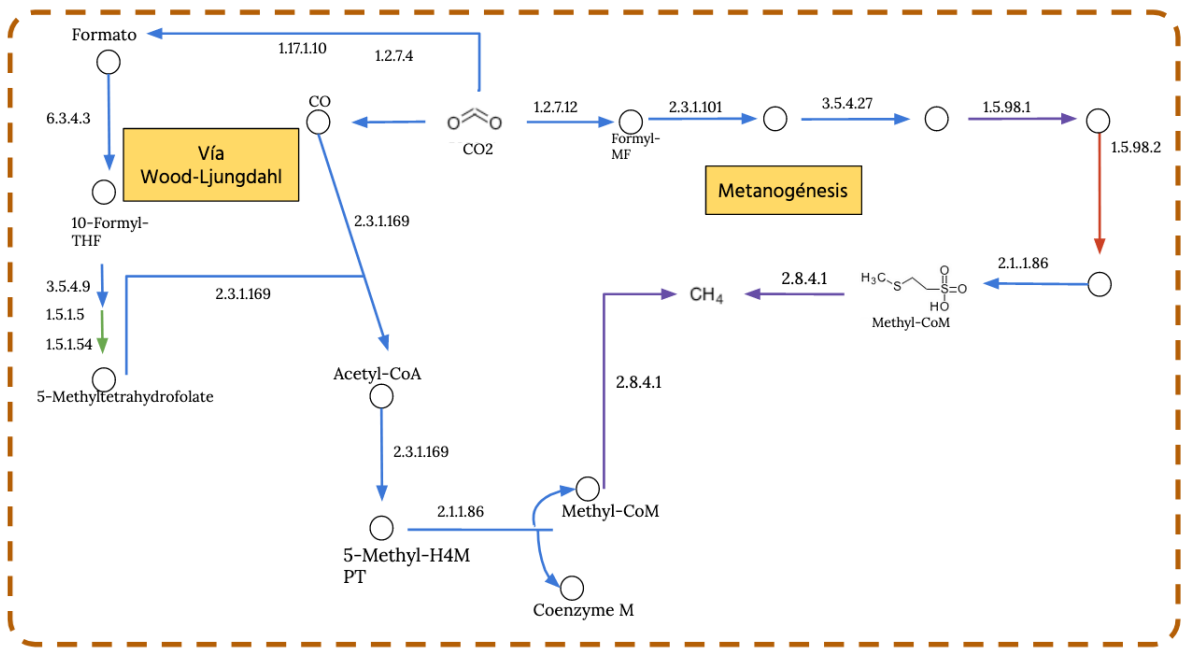 Formato
1.17.1.10
1.2.7.4
6.3.4.3
CO
CO2
1.2.7.12
2.3.1.101
3.5.4.27
1.5.98.1
1.5.98.2
Formyl-
MF
Vía
Wood-Ljungdahl
Metanogénesis
10-Formyl-
THF
2.3.1.169
3.5.4.9
1.5.1.5
1.5.1.54
2.3.1.169
5-Methyltetrahydrofolate
CH4
2.8.4.1
H3C
S
S
O
O
HO
Methyl-CoM
2.1..1.86
Acetyl-CoA
2.8.4.1
2.3.1.169
2.1.1.86
Methyl-CoM
5-Methyl-H4M
PT
Coenzyme M
O
O